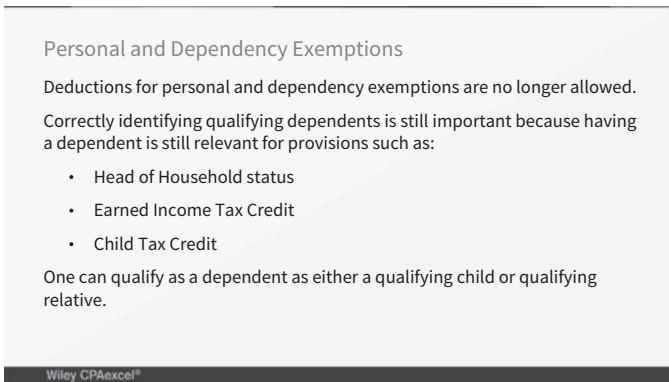 Personal and Dependency Exemptions
Deductions for personal and dependency exemptions are no longer allowed.
Correctly identifying qualifying dependents is still important because having
a dependent is still relevant for provisions such as:
• Head of Household status
• Earned Income Tax Credit
• Child Tax Credit
One can qualify as a dependent as either a qualifying child or qualifying
relative.
Wiley CPAexcel®